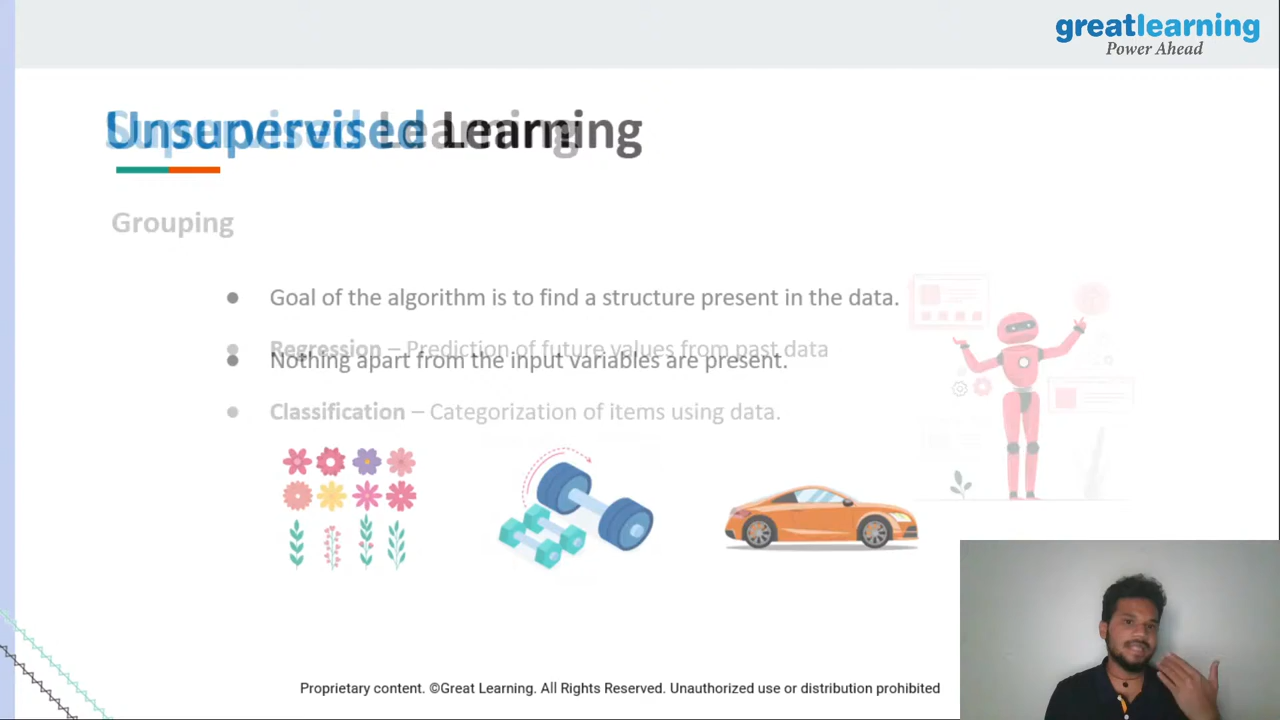 greatlearning
Power Ahead
Unsupervised Learning
Supervised Learning
Grouping
● Goal of the algorithm is to find a structure present in the data.
● Regression – Prediction of future values from past data
● Nothing apart from the input variables are present.
● Classification – Categorization of items using data.
Proprietary content. ©Great Learning. All Rights Reserved. Unauthorized use or distribution prohibited